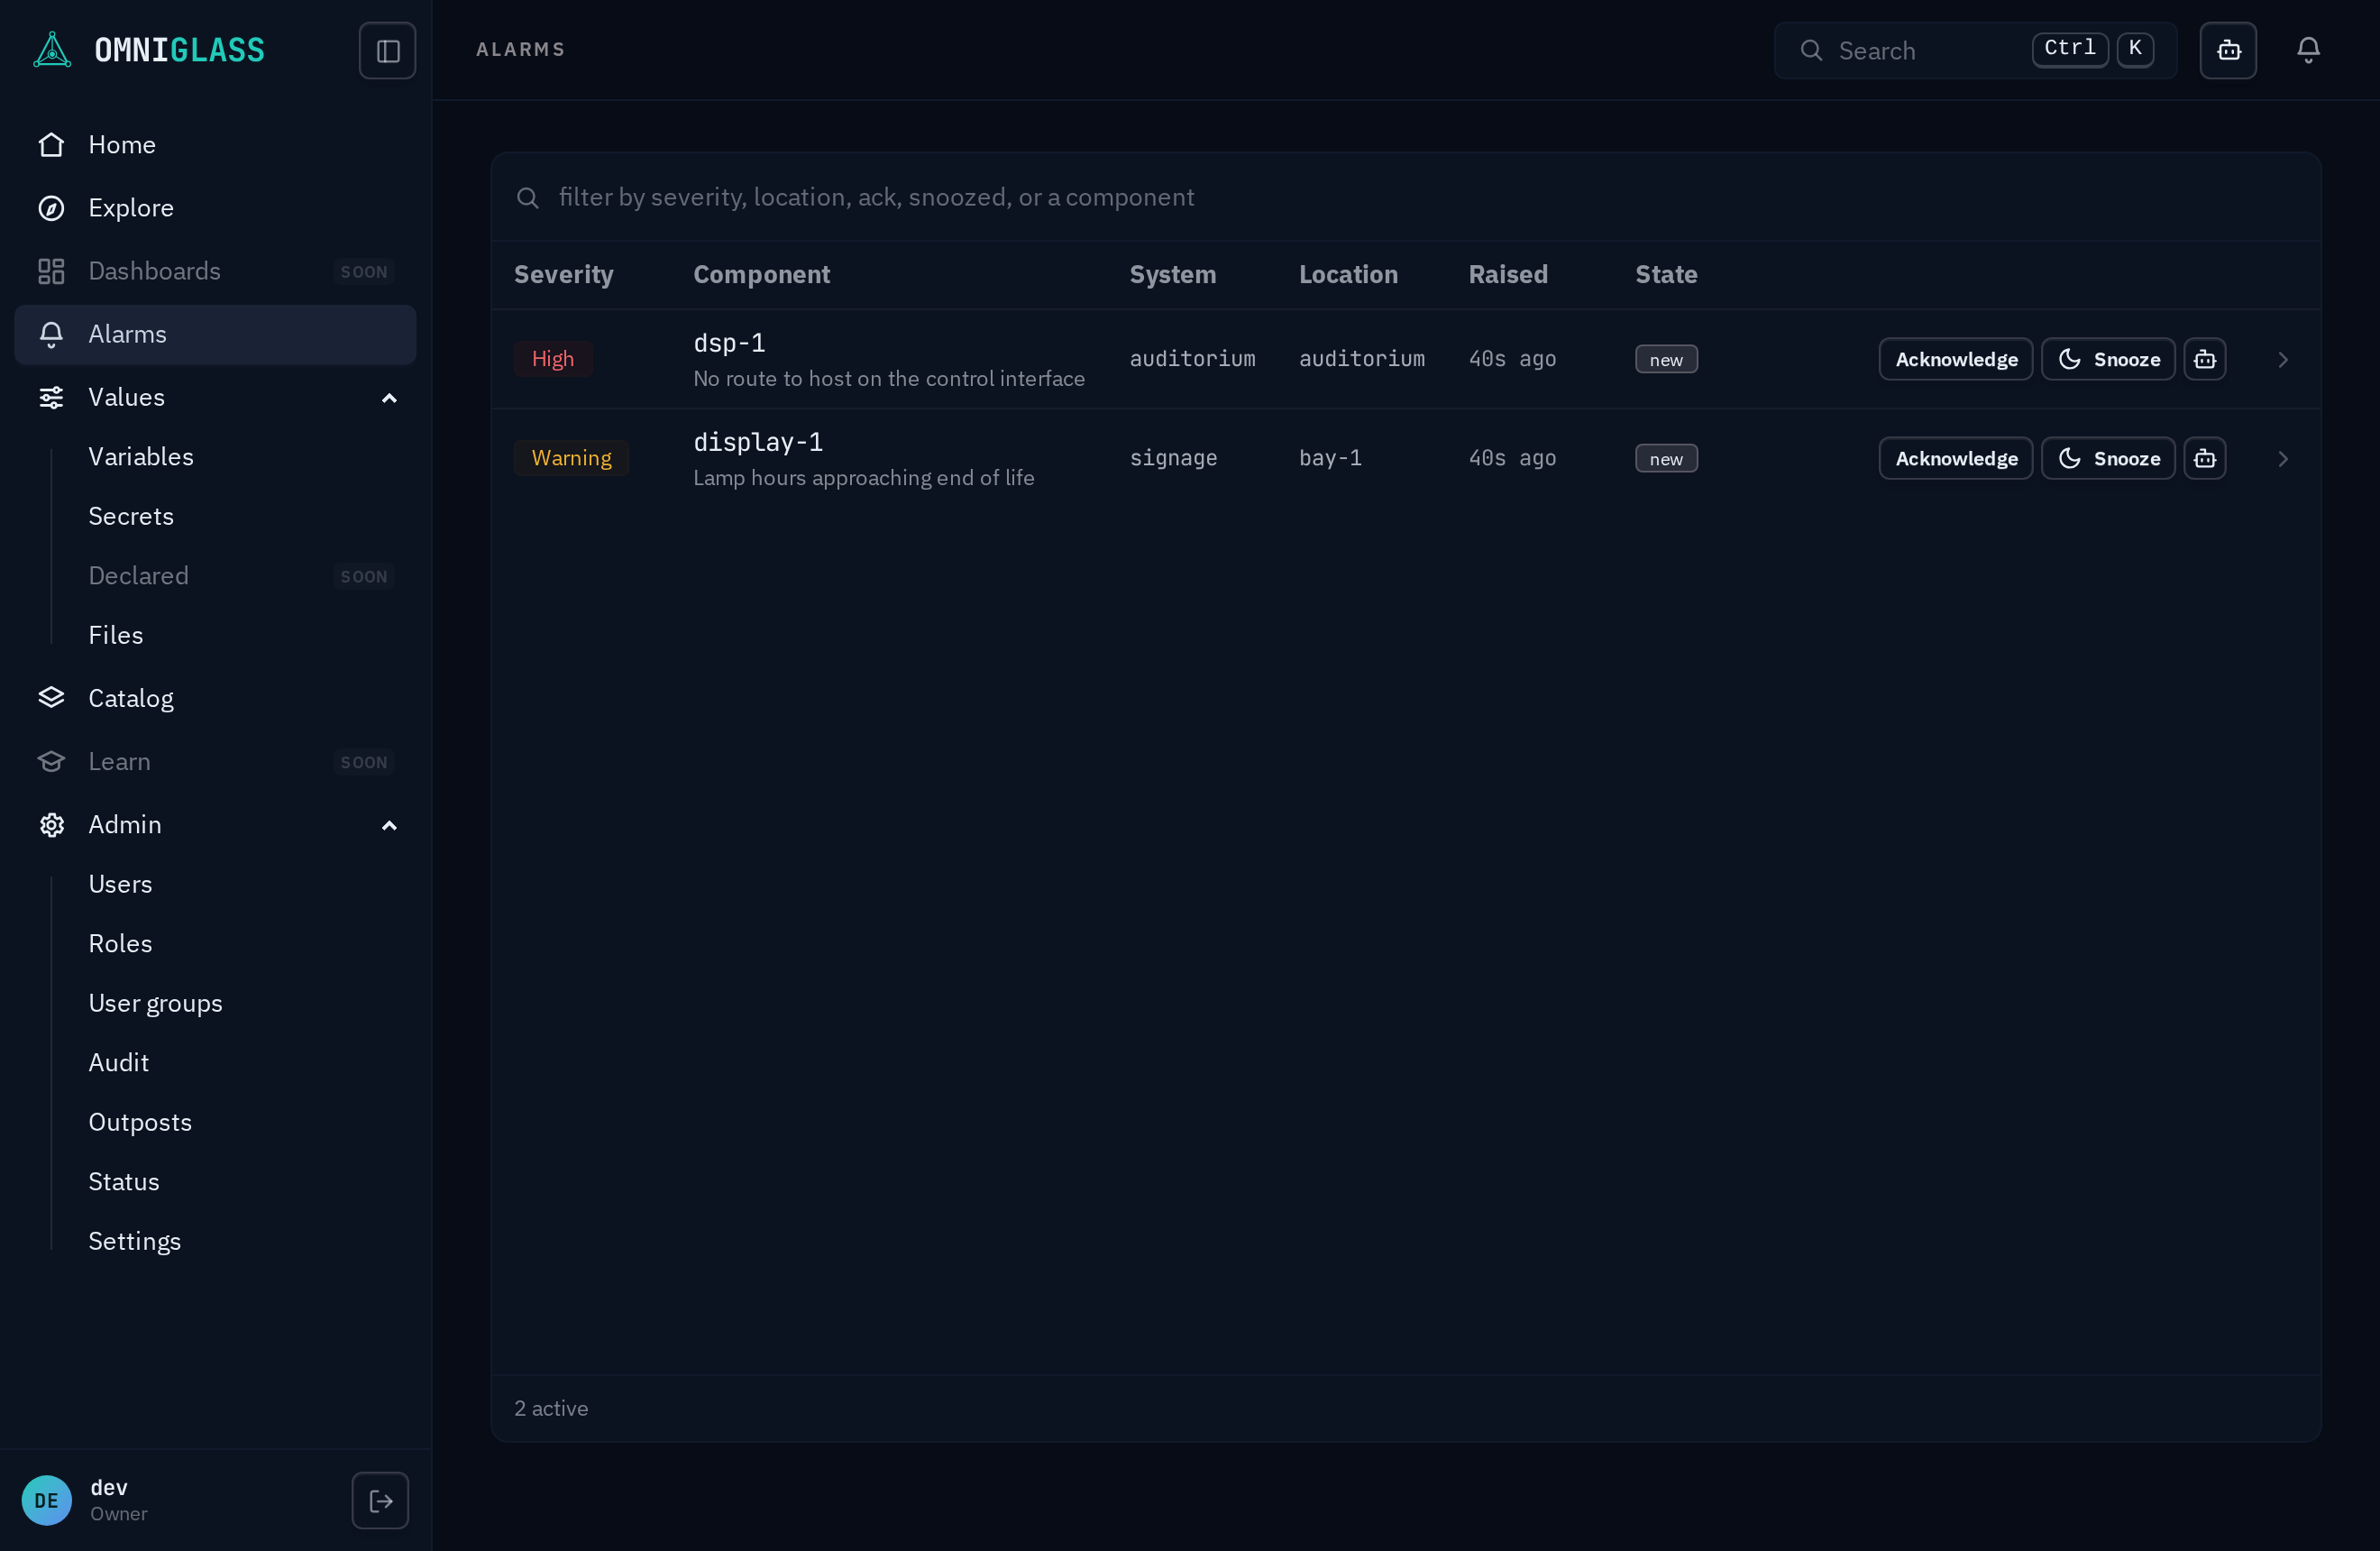 OMNIGLASS
Home
Explore
Dashboards SOON
Alarms
Values
Variables
Secrets
Declared SOON
Files
Catalog
Learn SOON
Admin
Users
Roles
User groups
Audit
Outposts
Status
Settings
DE
dev
Owner
ALARMS
Search Ctrl K
filter by severity, location, ack, snoozed, or a component
Severity Component System Location Raised State
High dsp-1 auditorium auditorium 40s ago new Acknowledge Snooze
No route to host on the control interface
Warning display-1 signage bay-1 40s ago new Acknowledge Snooze
Lamp hours approaching end of life
2 active